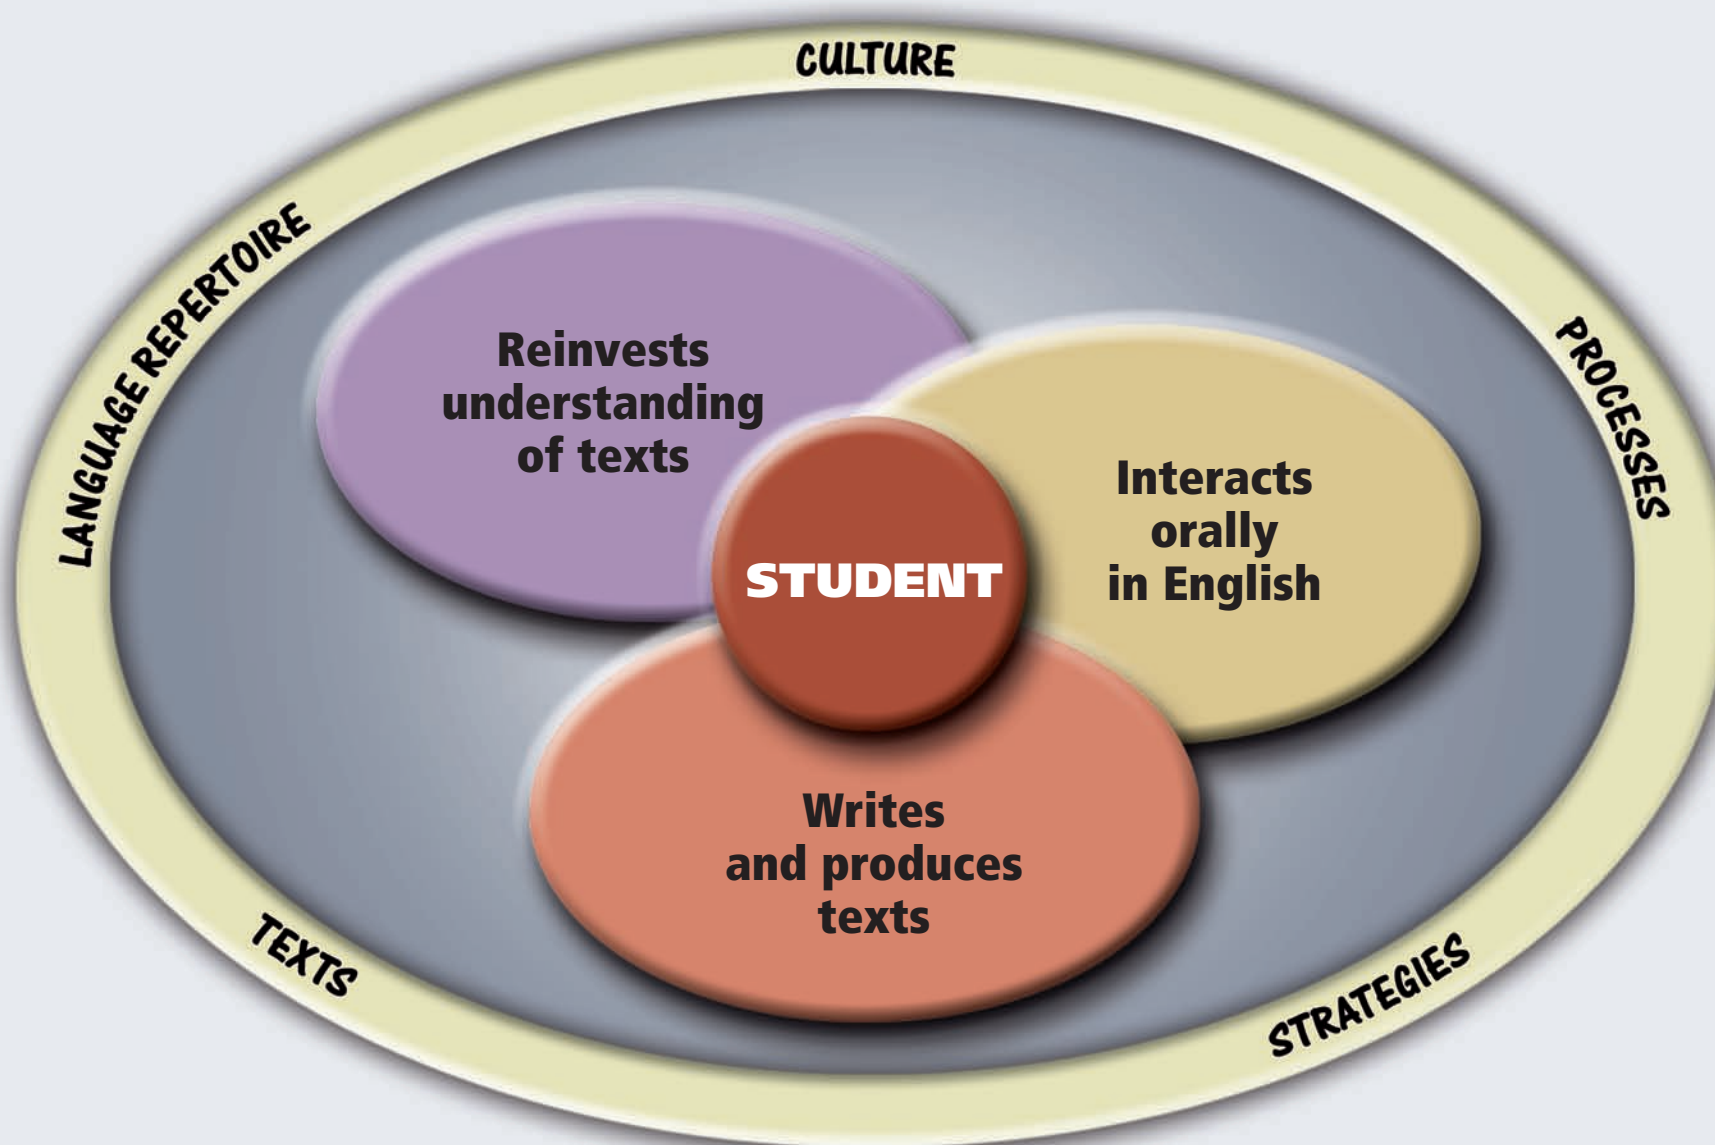 CULTURE
LANGUAGE REPERTOIRE
PROCESSES
Reinvests
understanding
of texts
Interacts
orally
in English
STUDENT
Writes
and produces
texts
TEXTS
STRATEGIES